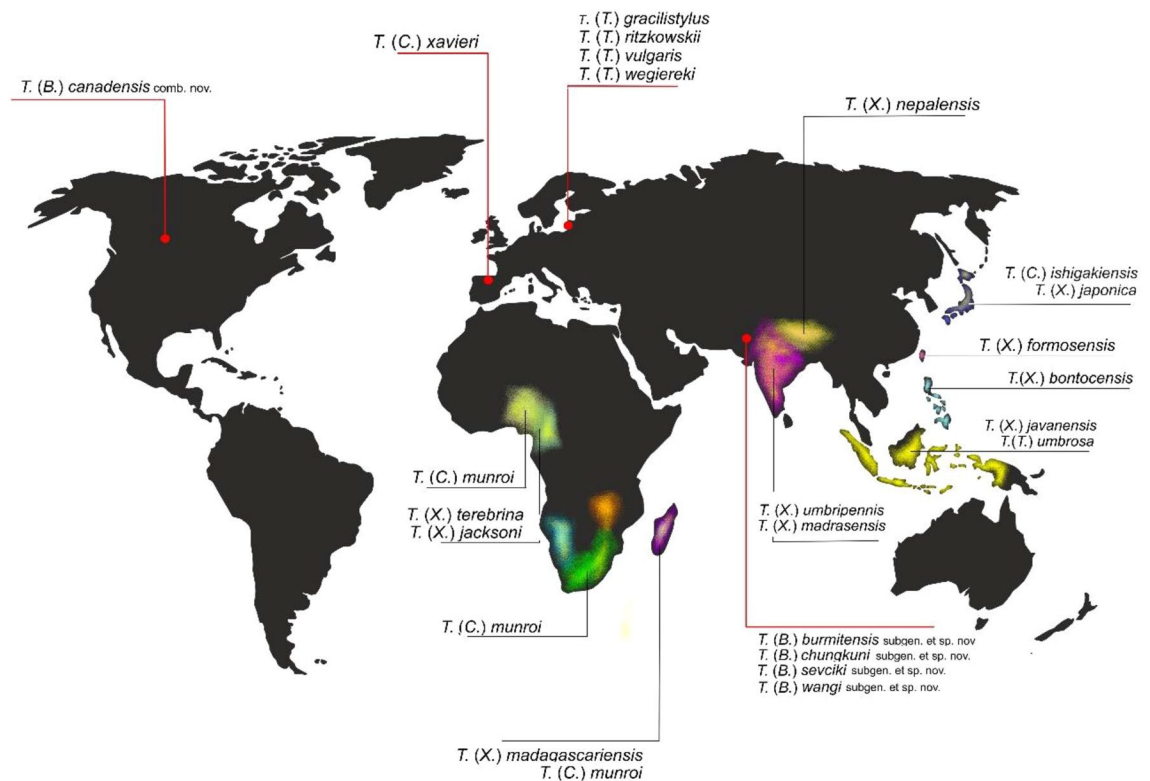 T. (T.) gracilistylus
T. (T.) ritzkowskii
T. (T.) vulgaris
T. (T.) wegiereki
T. (C.) xavieri
T. (B.) canadensis comb. nov.
T. (X.) nepalensis
T. (C.) ishigakiensis
T. (X.) japonica
T. (X.) formosensis
T.(X.) bontocensis
T. (X.) javanensis
T.(T.) umbrosa
T. (C.) munroi
T. (X.) terebrina
T. (X.) jacksoni
T. (X.) umbripennis
T. (X.) madrasensis
T. (C.) munroi
T. (B.) burmitensis subgen. et sp. nov
T. (B.) chungkuni subgen. et sp. nov.
T. (B.) sevciki subgen. et sp. nov.
T. (B.) wangi subgen. et sp. nov.
T. (X.) madagascariensis
T. (C.) munroi